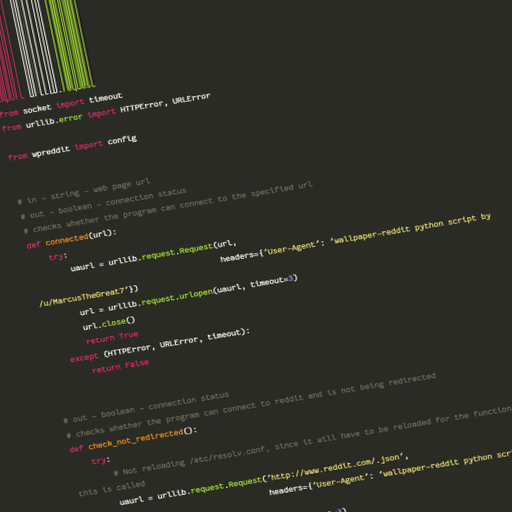 from socket import timeout
from urllib.error import HTTPError, URLError
from wpreddit import config
# in - string - web page url
# out - boolean - connection status
# checks whether the program can connect to the specified url
def connected(url):
try:
uaurl = urllib.request.Request(url,
headers={'User-Agent': 'wallpaper-reddit python script by
/u/MarcusTheGreat7'})
url = urllib.request.urlopen(uaurl, timeout=3)
url.close()
return True
except (HTTPError, URLError, timeout):
return False
# out - boolean - connection status
# checks whether the program can connect to reddit and is not being redirected
def check_not_redirected():
try:
# Not reloading /etc/resolv.conf, since it will have to be reloaded for the function
this is called
uaurl = urllib.request.Request('http://www.reddit.com/.json',
headers={'User-Agent': 'wallpaper-reddit python scr